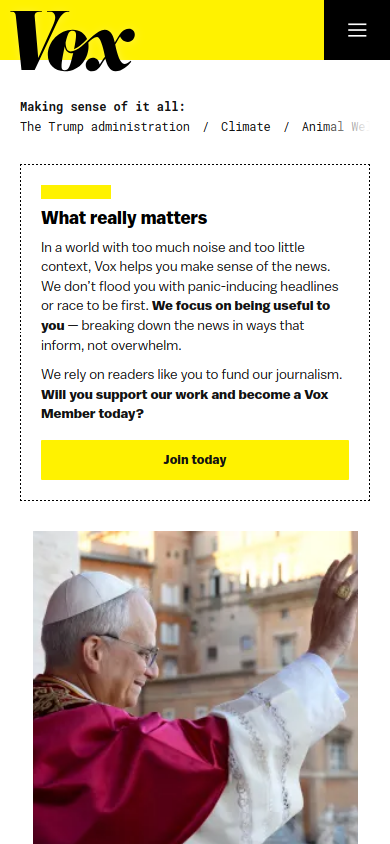 Vox
Making sense of it all:
The Trump administration / Climate / Animal We
What really matters
In a world with too much noise and too little
context, Vox helps you make sense of the news.
We don’t flood you with panic-inducing headlines
or race to be first. We focus on being useful to
you — breaking down the news in ways that
inform, not overwhelm.
We rely on readers like you to fund our journalism.
Will you support our work and become a Vox
Member today?
Join today